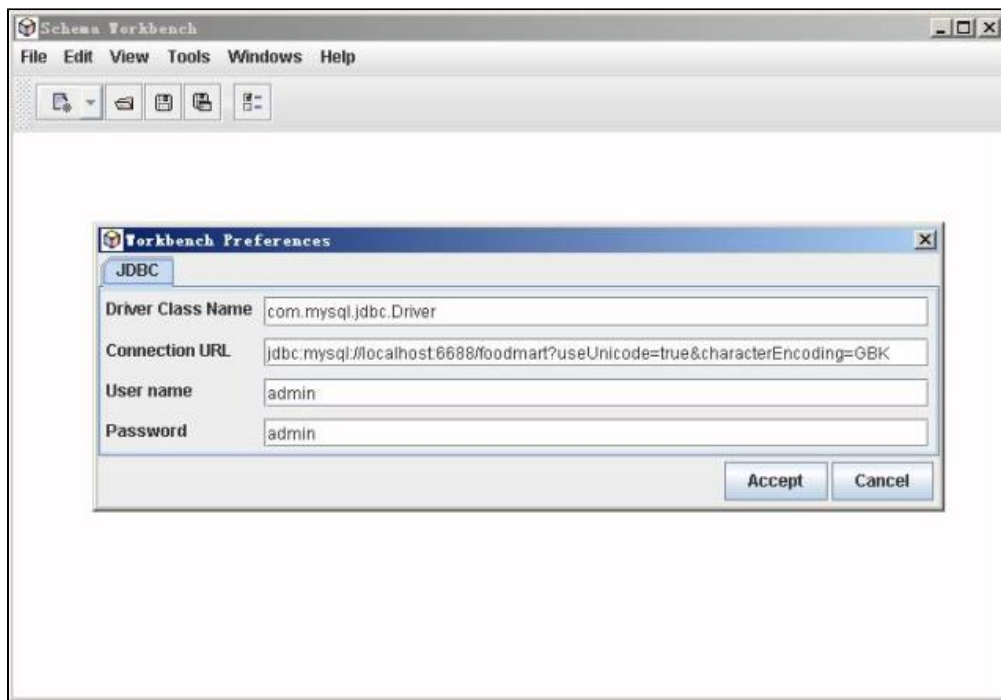 Schema Workbench
File Edit View Tools Windows Help
Workbench Preferences
JDBC
Driver Class Name com.mysql.jdbc.Driver
Connection URL jdbc:mysql://localhost:6688/foodmart?useUnicode=true&characterEncoding=GBK
User name admin
Password admin
Accept Cancel